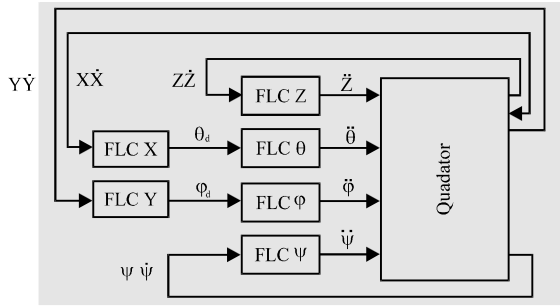 YẎ
XẊ
ZŻ
FLC Z
Z̈
FLC X
θd
FLC θ
θ̈
FLC Y
φd
FLC φ
φ̈
FLC ψ
ψ̈
ψ ψ̇
Quadator